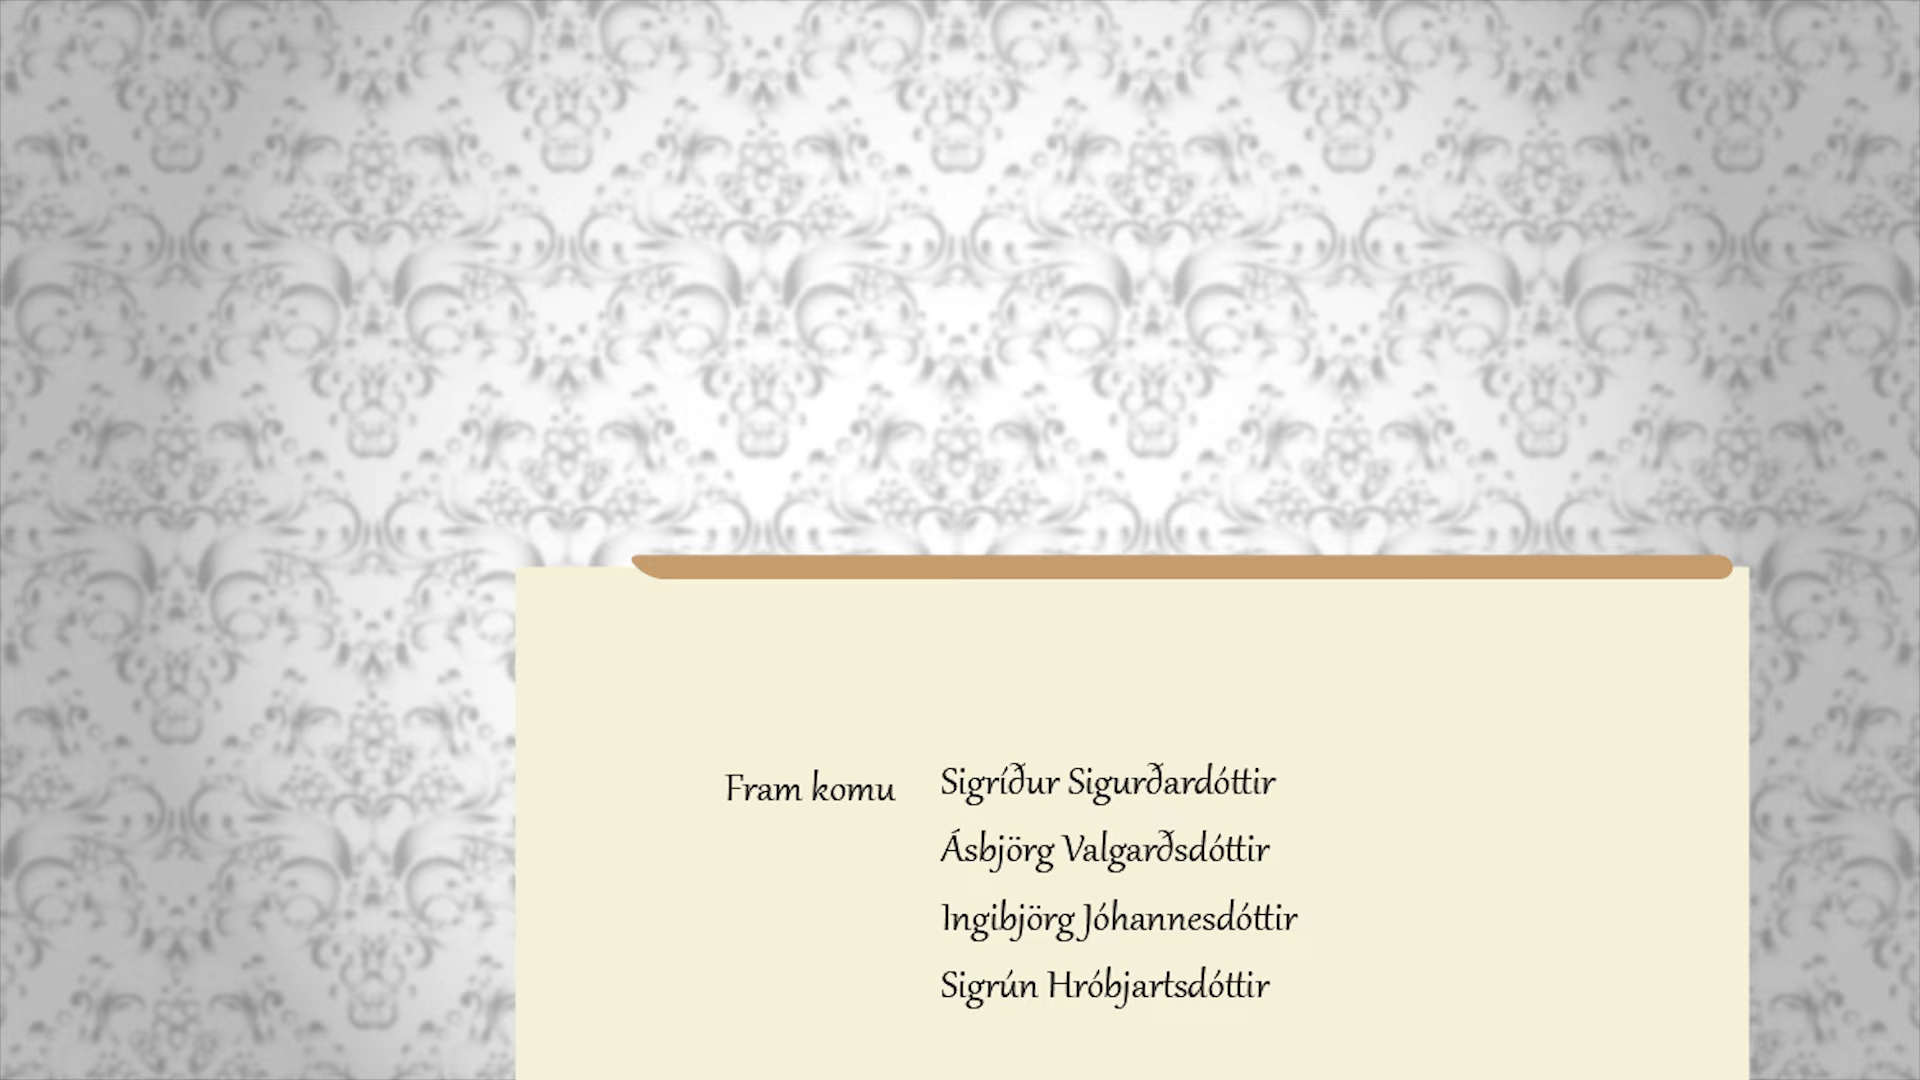 Fram komu Sigríður Sigurðardóttir
Ásbjörg Valgarðsdóttir
Ingibjörg Jóhannesdóttir
Sigrún Hróbjartsdóttir